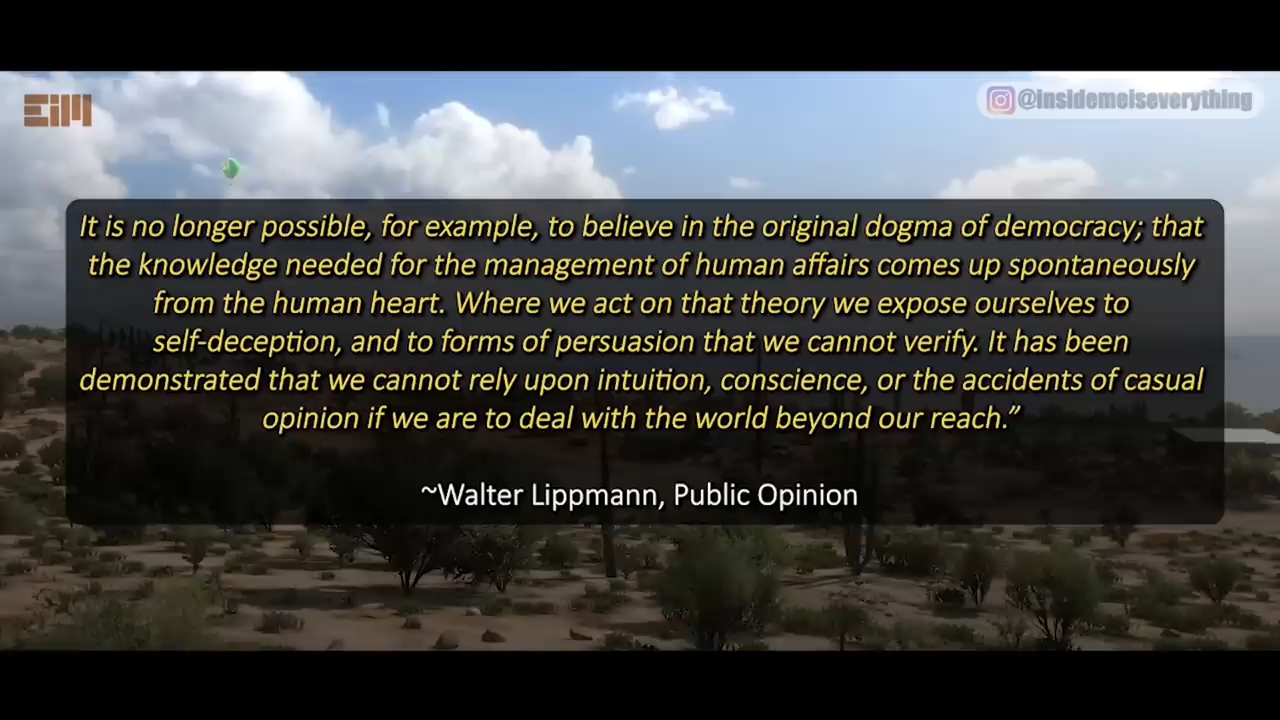 EiM
@insidemeiseverything
It is no longer possible, for example, to believe in the original dogma of democracy; that
the knowledge needed for the management of human affairs comes up spontaneously
from the human heart. Where we act on that theory we expose ourselves to
self-deception, and to forms of persuasion that we cannot verify. It has been
demonstrated that we cannot rely upon intuition, conscience, or the accidents of casual
opinion if we are to deal with the world beyond our reach.”
~Walter Lippmann, Public Opinion